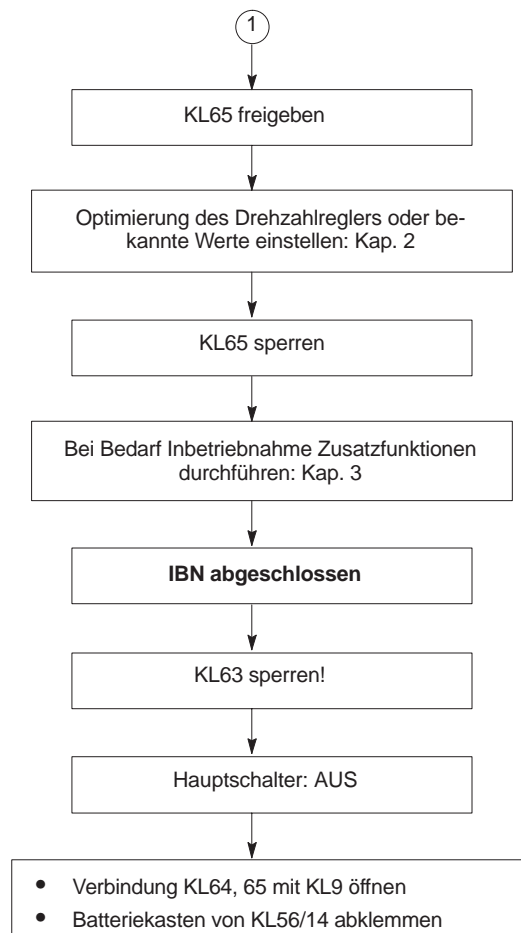 1
KL65 freigeben
Optimierung des Drehzahlreglers oder be-
kannte Werte einstellen: Kap. 2
KL65 sperren
Bei Bedarf Inbetriebnahme Zusatzfunktionen
durchführen: Kap. 3
IBN abgeschlossen
KL63 sperren!
Hauptschalter: AUS
• Verbindung KL64, 65 mit KL9 öffnen
• Batteriekasten von KL56/14 abklemmen